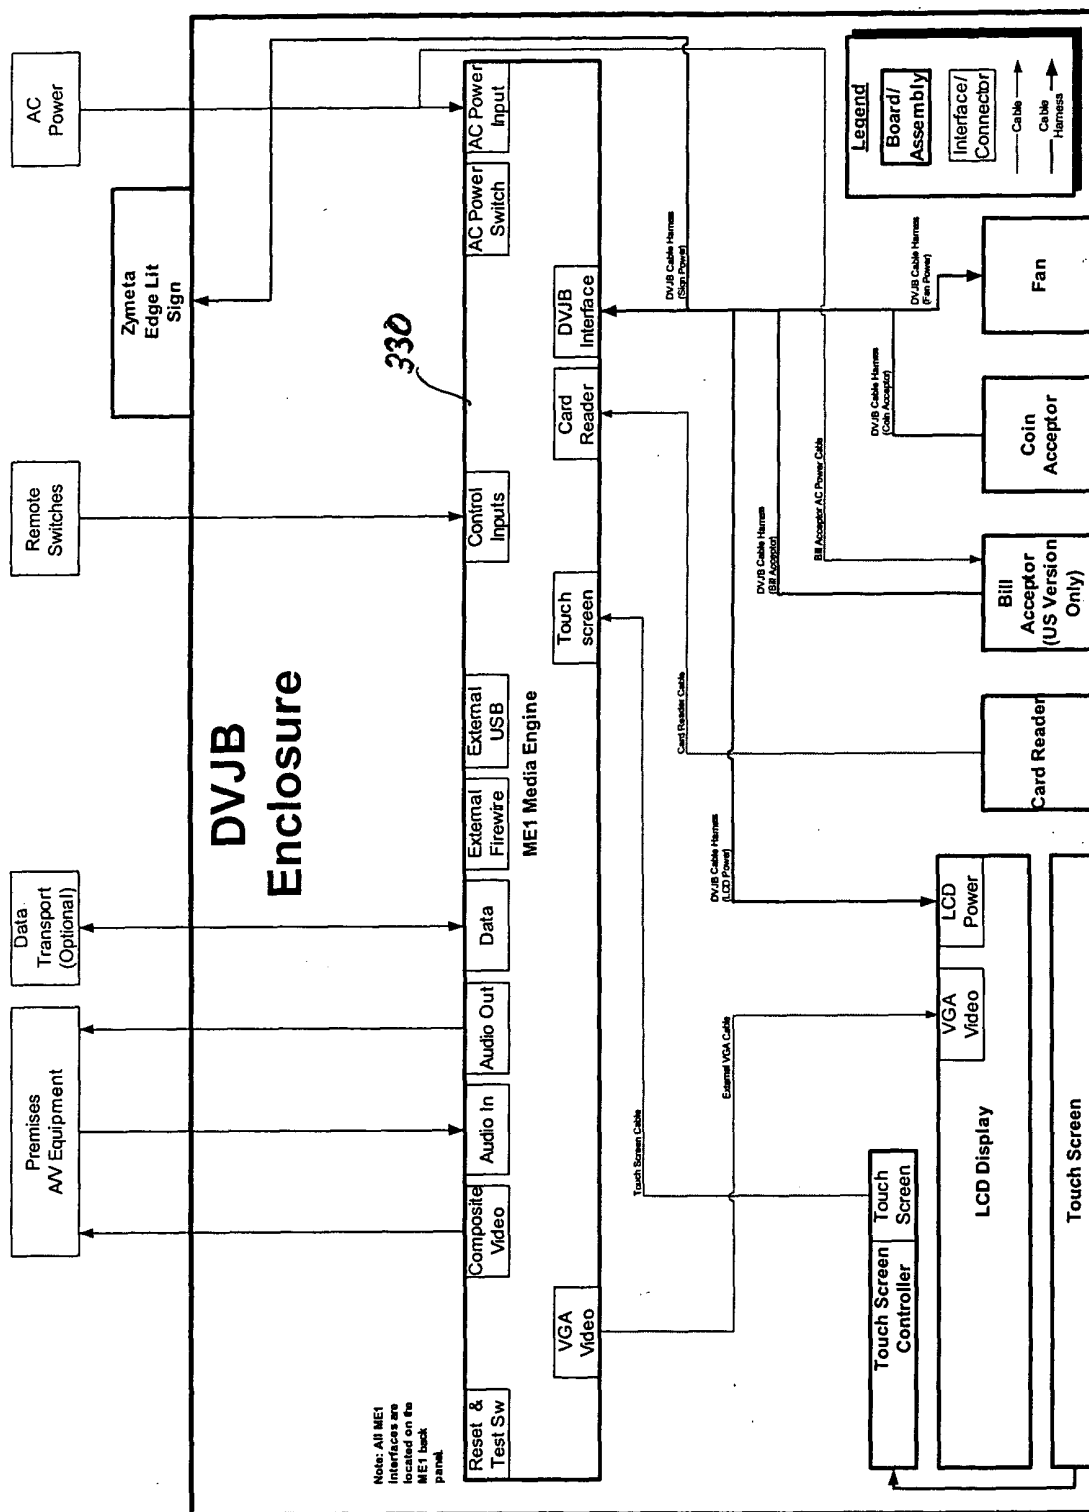 AC
Power
Zymeta
Edge Lit
Sign
Remote
Switches
Data
Transport
(Optional)
Premises
A/V Equipment
DVJB
Enclosure
AC Power
Input
AC Power
Switch
Control
Inputs
External
USB
External
Firewire
Data
Audio Out
Audio In
Composite
Video
Reset &
Test Sw
Note: All ME1
interfaces are
located on the
ME1 back
panel.
330
ME1 Media Engine
DVJB
Interface
Card
Reader
Touch
screen
VGA
Video
DVJB Cable Harness
(Sign Power)
DVJB Cable Harness
(Fan Power)
DVJB Cable Harness
(Coin Acceptor)
Bill Acceptor AC Power Cable
DVJB Cable Harness
(Bill Acceptor)
Card Reader Cable
DVJB Cable Harness
(LCD Power)
External VGA Cable
Touch Screen Cable
Legend
Board/
Assembly
Interface/
Connector
Cable
Cable
Harness
Fan
Coin
Acceptor
Bill
Acceptor
(US Version
Only)
Card Reader
LCD
Power
VGA
Video
LCD Display
Touch Screen
Controller
Touch
Screen
Touch Screen